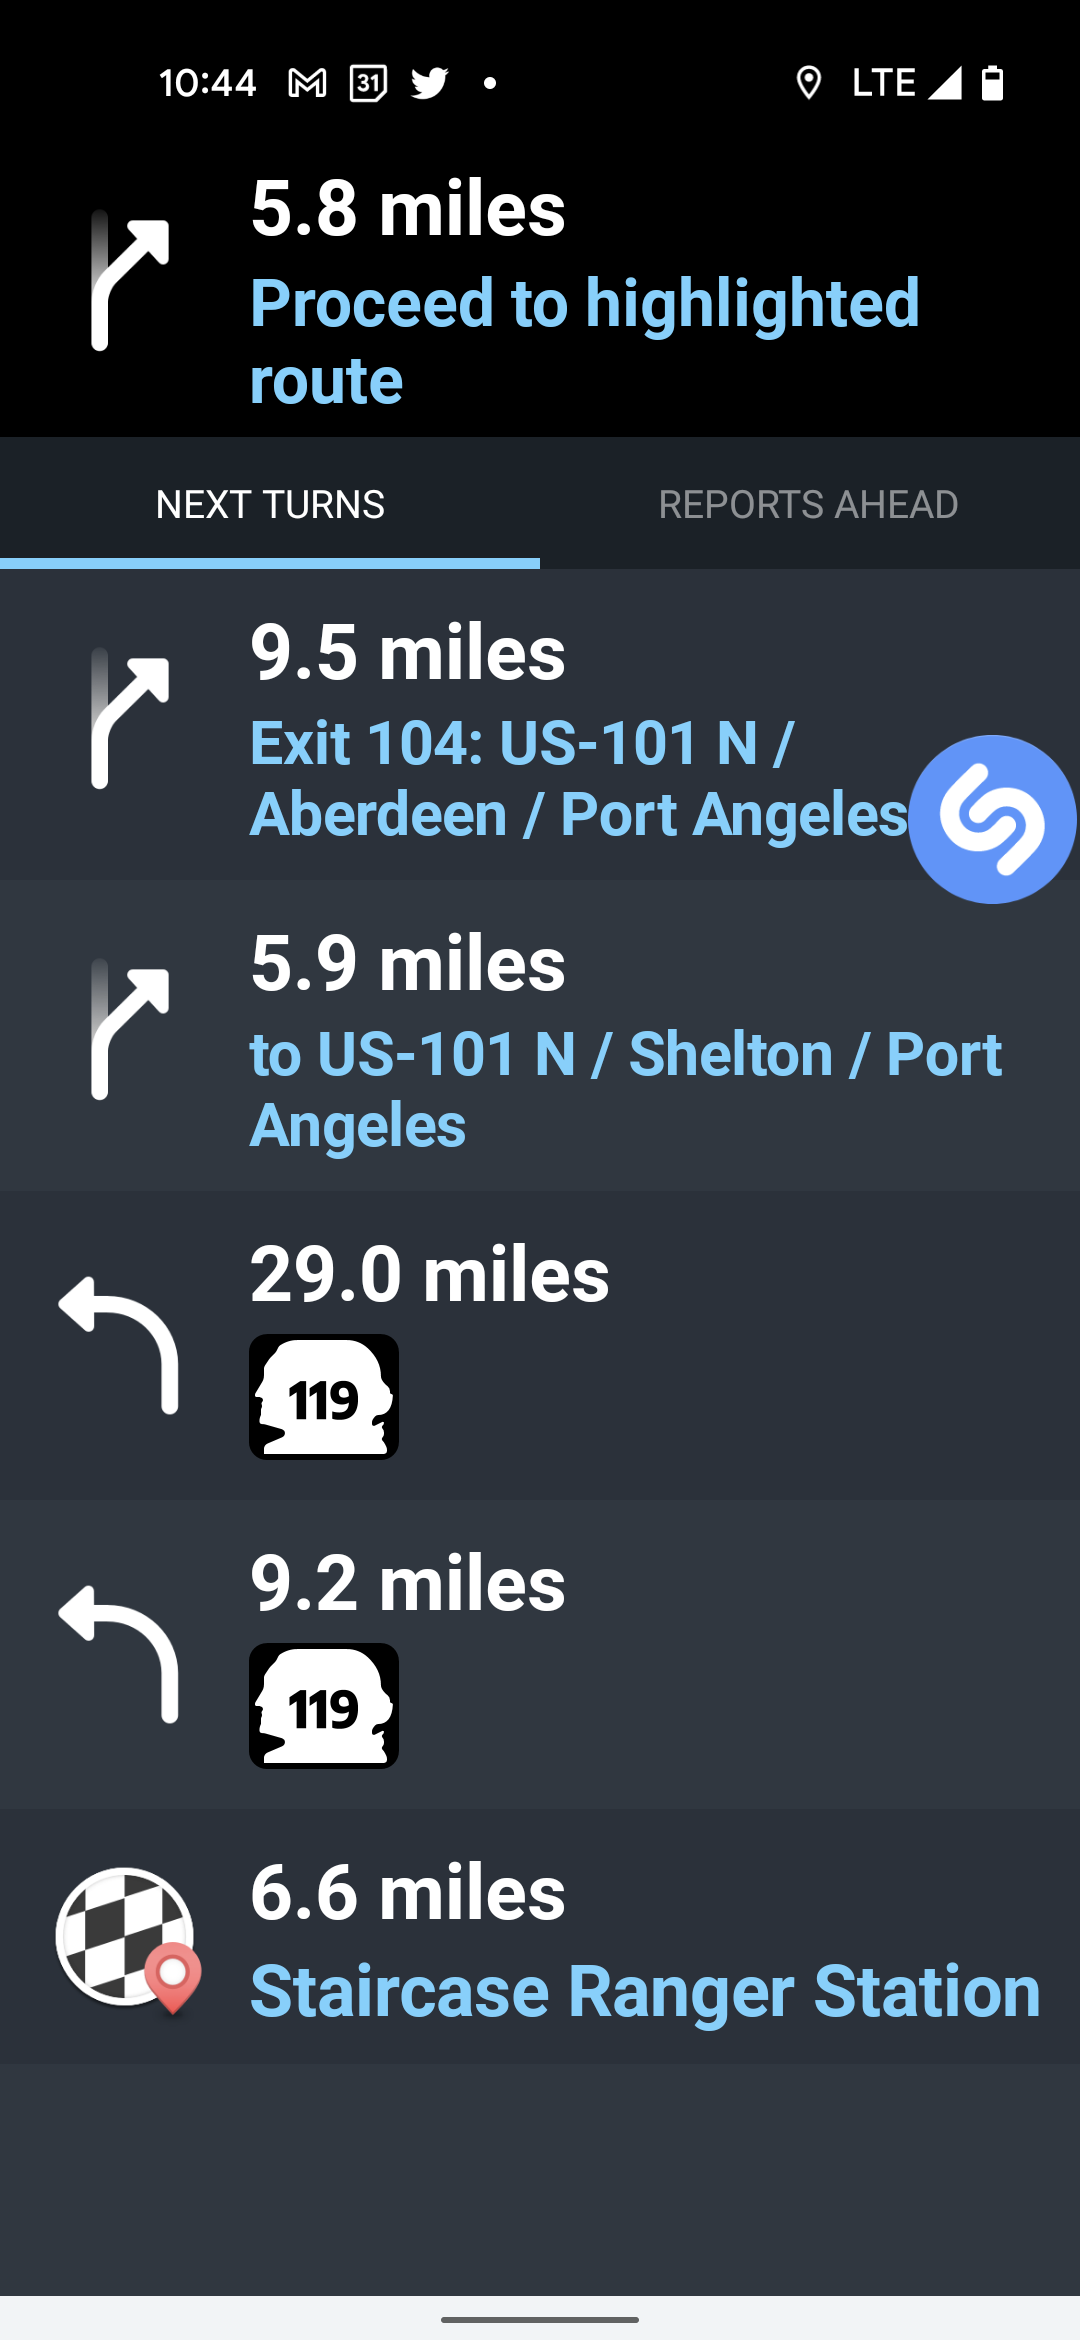 10:44 31 LTE
5.8 miles
Proceed to highlighted
route
NEXT TURNS REPORTS AHEAD
9.5 miles
Exit 104: US-101 N /
Aberdeen / Port Angeles
5.9 miles
to US-101 N / Shelton / Port
Angeles
29.0 miles
119
9.2 miles
119
6.6 miles
Staircase Ranger Station